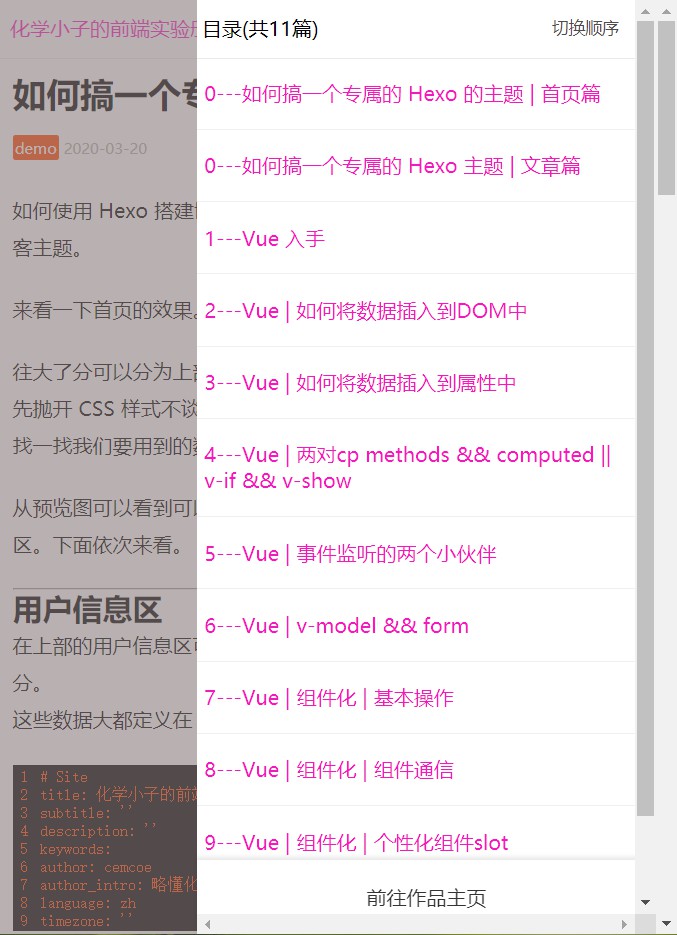 化学小子的前端实验
目录(共11篇)
切换顺序
如何搞一个专
demo 2020-03-20
如何使用 Hexo 搭建
客主题。
来看一下首页的效果。
往大了分可以分为上
先抛开 CSS 样式不谈
找一找我们要用到的
从预览图可以看到可
区。下面依次来看。
用户信息区
在上部的用户信息区
分。
这些数据大都定义在
1 # Site
2 title: 化学小子的前端
3 subtitle: ''
4 description: ''
5 keywords:
6 author: cemcoe
7 author_intro: 略懂化
8 language: zh
9 timezone: ''
0---如何搞一个专属的 Hexo 的主题 | 首页篇
0---如何搞一个专属的 Hexo 主题 | 文章篇
1---Vue 入手
2---Vue | 如何将数据插入到DOM中
3---Vue | 如何将数据插入到属性中
4---Vue | 两对cp methods && computed ||
v-if && v-show
5---Vue | 事件监听的两个小伙伴
6---Vue | v-model && form
7---Vue | 组件化 | 基本操作
8---Vue | 组件化 | 组件通信
9---Vue | 组件化 | 个性化组件slot
前往作品主页